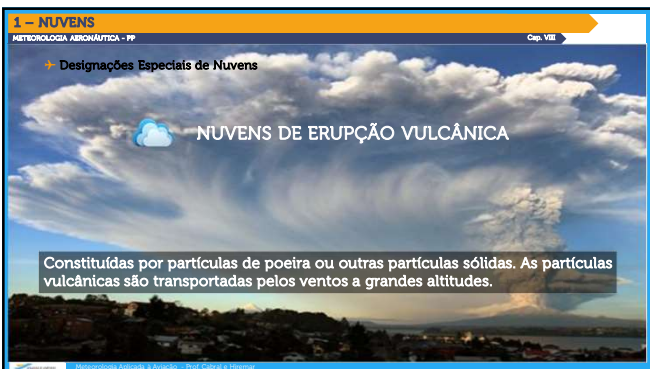 1 – NUVENS
METEOROLOGIA AERONÁUTICA - PP
Cap. VIII
Designações Especiais de Nuvens
NUVENS DE ERUPÇÃO VULCÂNICA
Constituídas por partículas de poeira ou outras partículas sólidas. As partículas
vulcânicas são transportadas pelos ventos a grandes altitudes.
Meteorologia Aplicada à Aviação - Prof. Cabral e Hiremar